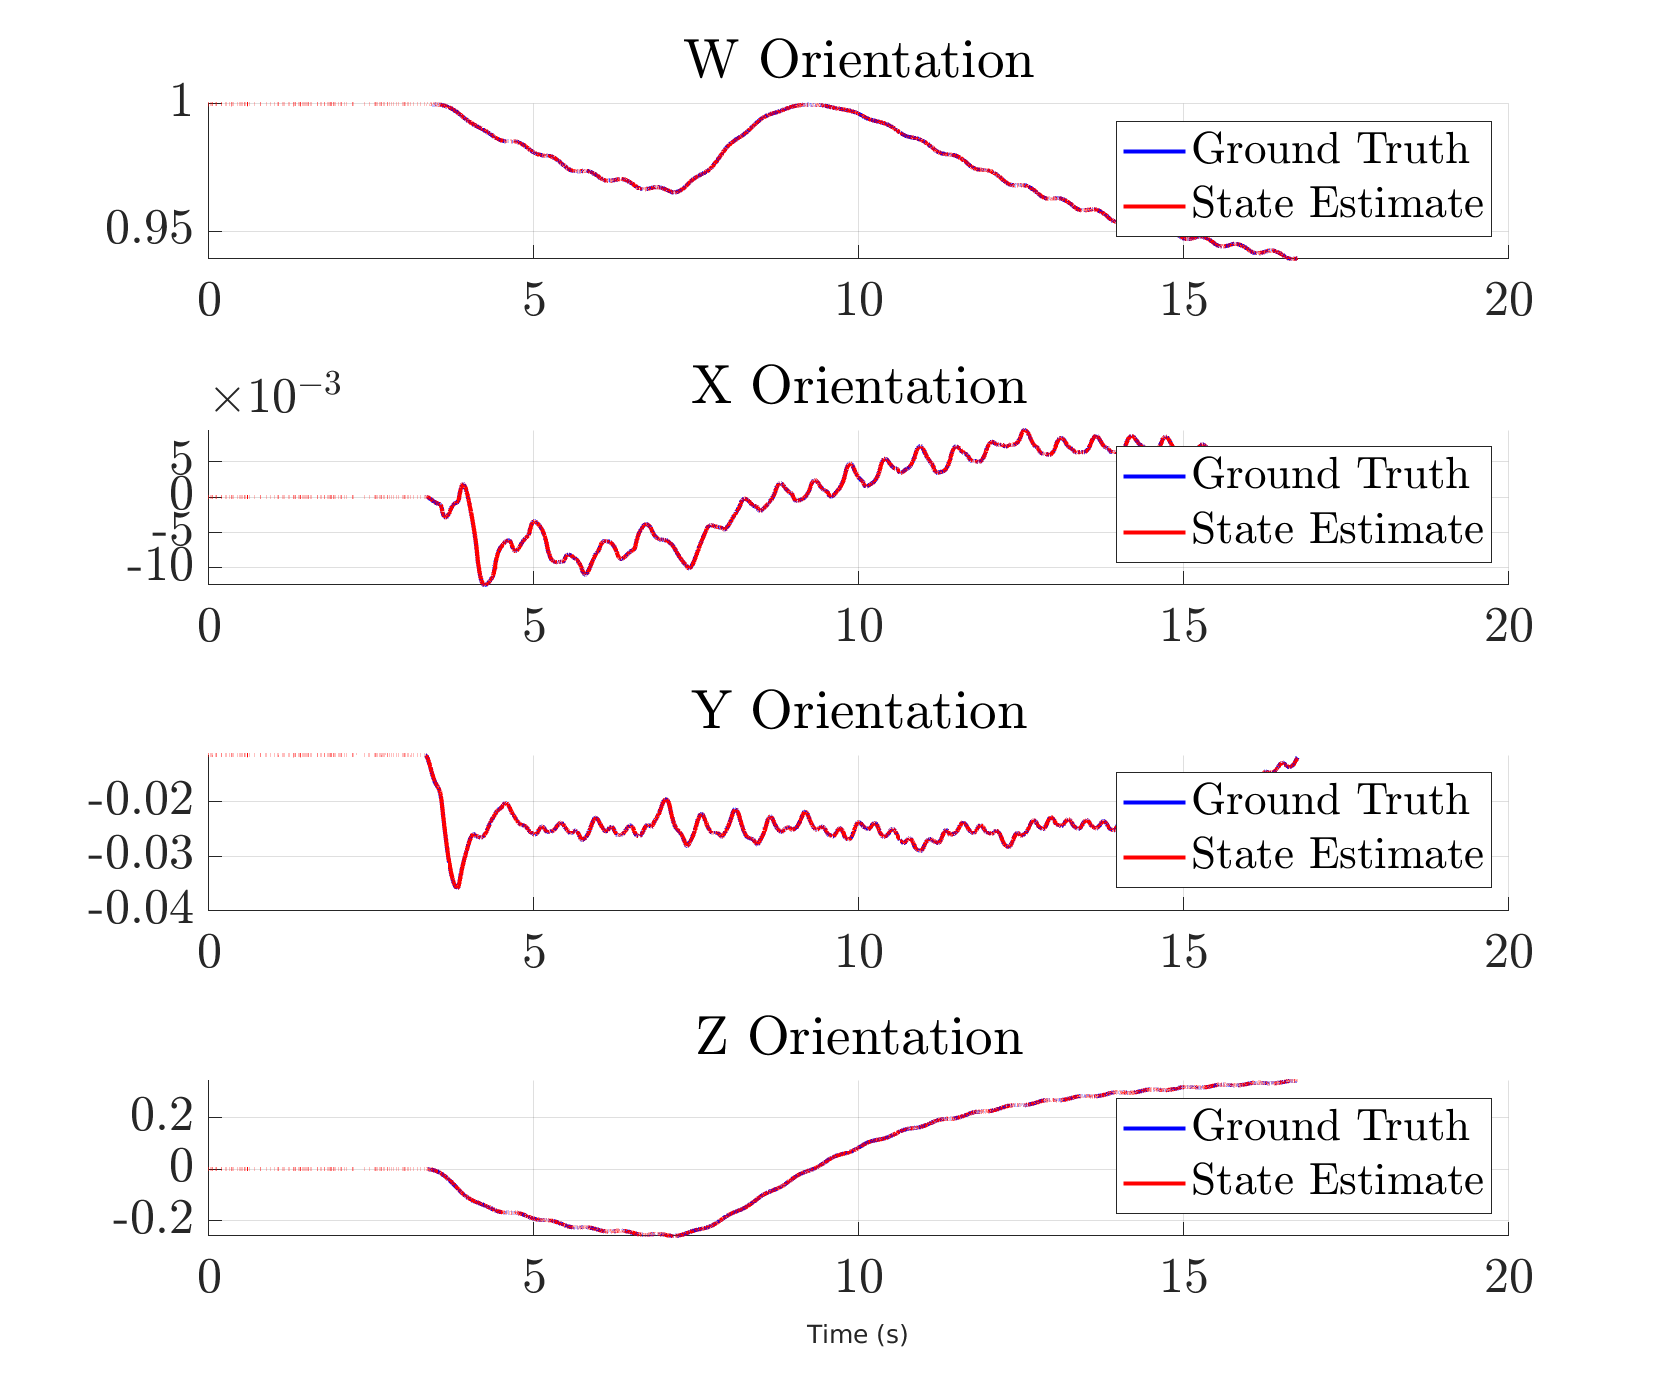 W Orientation
1
0.95
Ground Truth
State Estimate
0 5 10 15 20
X Orientation
×10⁻³
5
0
-5
-10
Ground Truth
State Estimate
0 5 10 15 20
Y Orientation
-0.02
-0.03
-0.04
Ground Truth
State Estimate
0 5 10 15 20
Z Orientation
0.2
0
-0.2
Ground Truth
State Estimate
0 5 10 15 20
Time (s)